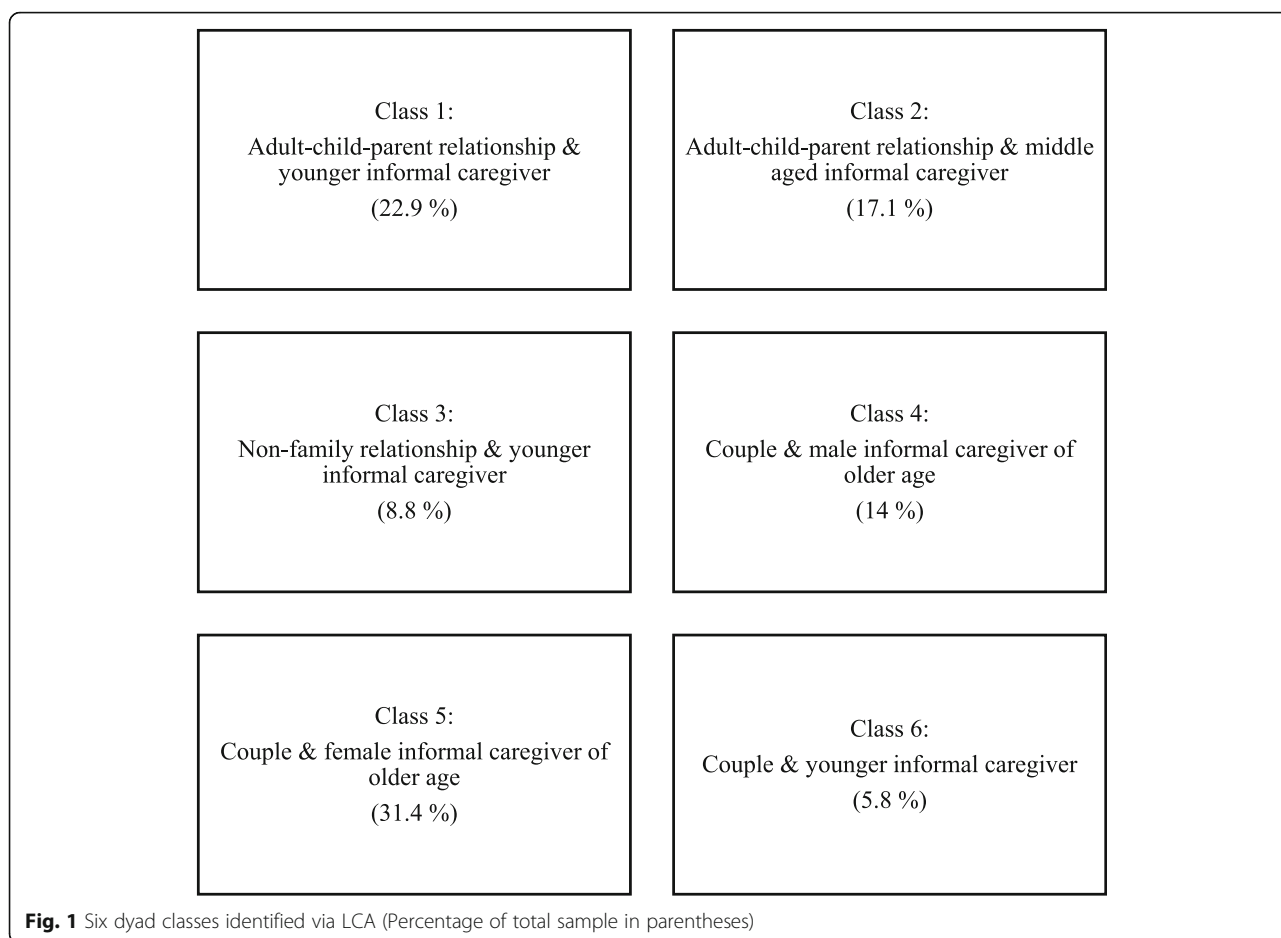 Class 1:
Adult-child-parent relationship &
younger informal caregiver
(22.9 %)
Class 2:
Adult-child-parent relationship & middle
aged informal caregiver
(17.1 %)
Class 3:
Non-family relationship & younger
informal caregiver
(8.8 %)
Class 4:
Couple & male informal caregiver of
older age
(14 %)
Class 5:
Couple & female informal caregiver of
older age
(31.4 %)
Class 6:
Couple & younger informal caregiver
(5.8 %)
Fig. 1 Six dyad classes identified via LCA (Percentage of total sample in parentheses)